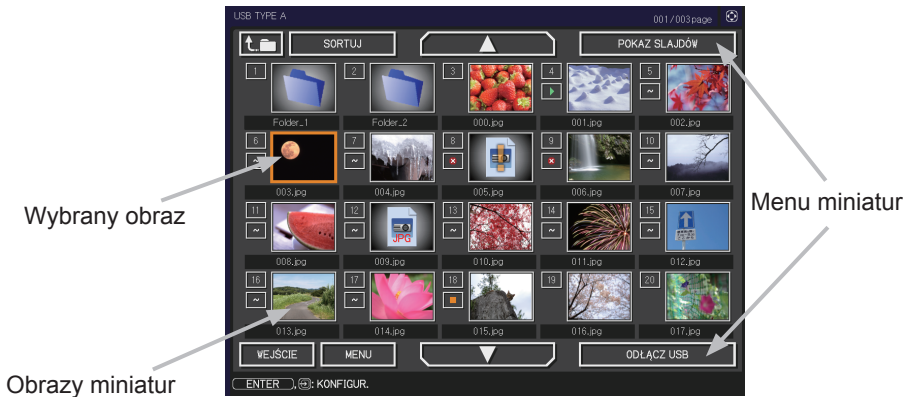 USB TYPE A 001/003page
SORTUJ POKAZ SLAJDÓW
1 2 3 4 5
Folder_1 Folder_2 000.jpg 001.jpg 002.jpg
6 7 8 9 10
003.jpg 004.jpg 005.jpg 006.jpg 007.jpg
Wybrany obraz
Menu miniatur
11 12 13 14 15
JPG
008.jpg 009.jpg 010.jpg 011.jpg 012.jpg
16 17 18 19 20
013.jpg 014.jpg 015.jpg 016.jpg 017.jpg
WEJŚCIE MENU ODŁĄCZ USB
Obrazy miniatur
ENTER , : KONFIGUR.